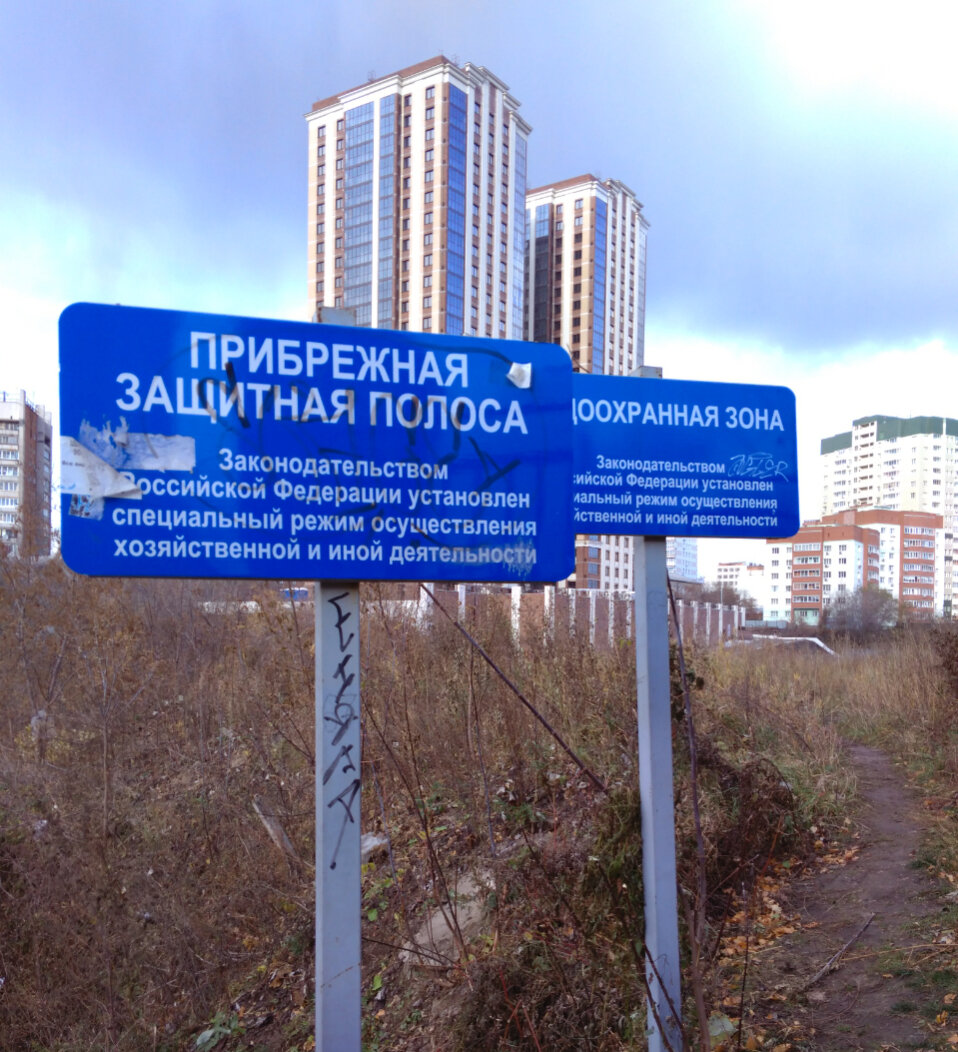 ПРИБРЕЖНАЯ
ЗАЩИТНАЯ ПОЛОСА
Законодательством
Российской Федерации установлен
специальный режим осуществления
хозяйственной и иной деятельности
ДООХРАННАЯ ЗОНА
Законодательством
сийской Федерации установлен
иальный режим осуществления
йственной и иной деятельности